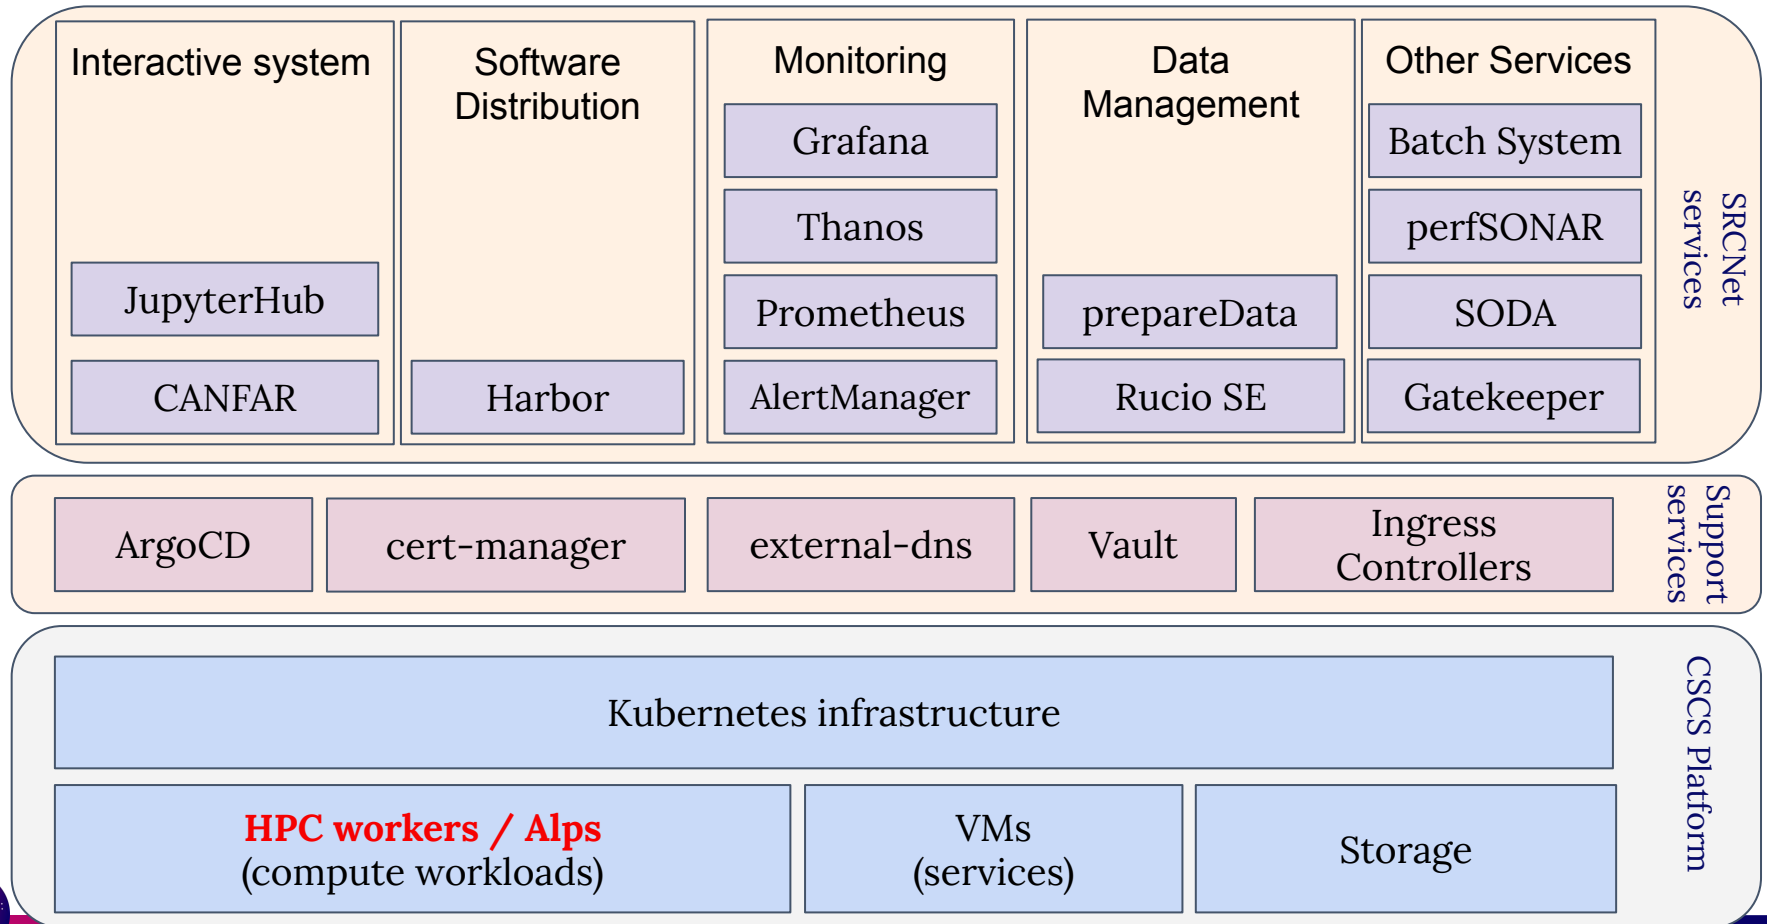 Interactive system
JupyterHub
CANFAR
Software
Distribution
Harbor
Monitoring
Grafana
Thanos
Prometheus
AlertManager
Data
Management
prepareData
Rucio SE
Other Services
Batch System
perfSONAR
SODA
Gatekeeper
SRCNet
services
ArgoCD
cert-manager
external-dns
Vault
Ingress
Controllers
Support
services
Kubernetes infrastructure
HPC workers / Alps
(compute workloads)
VMs
(services)
Storage
CSCS Platform